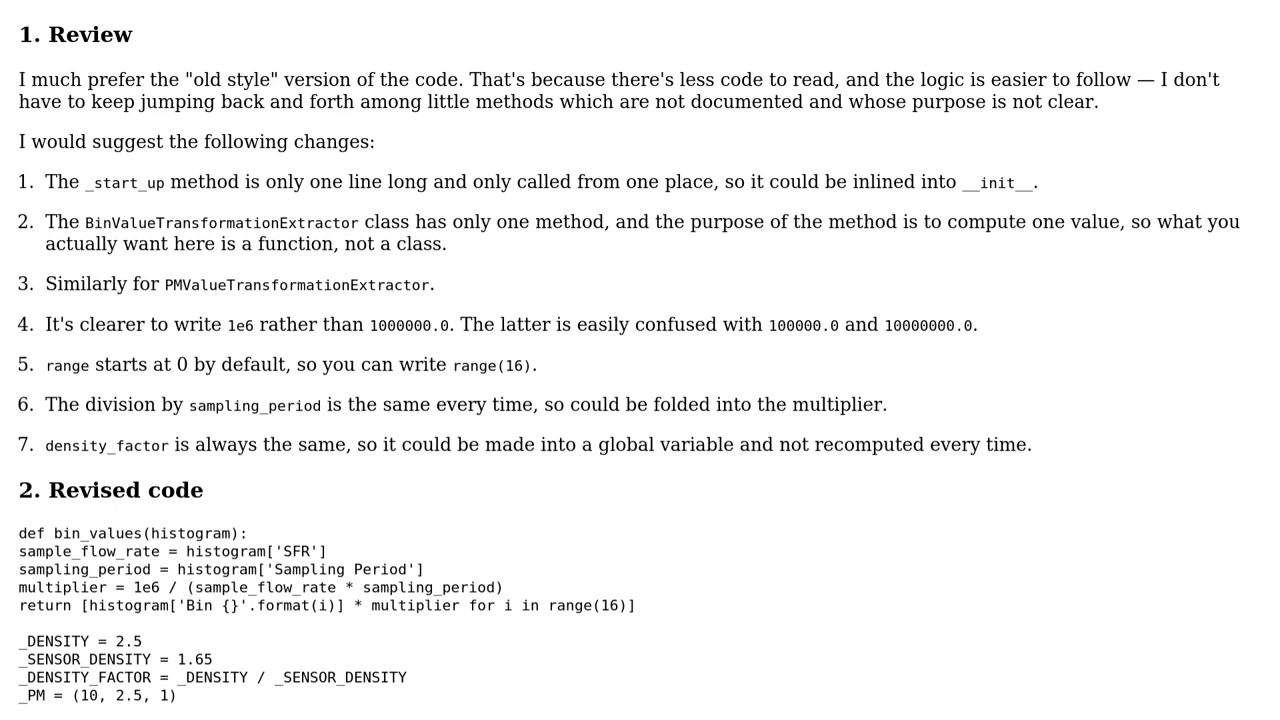 1. Review
I much prefer the "old style" version of the code. That's because there's less code to read, and the logic is easier to follow — I don't
have to keep jumping back and forth among little methods which are not documented and whose purpose is not clear.
I would suggest the following changes:
1. The _start_up method is only one line long and only called from one place, so it could be inlined into __init__.
2. The BinValueTransformationExtractor class has only one method, and the purpose of the method is to compute one value, so what you
actually want here is a function, not a class.
3. Similarly for PMValueTransformationExtractor.
4. It's clearer to write 1e6 rather than 1000000.0. The latter is easily confused with 100000.0 and 10000000.0.
5. range starts at 0 by default, so you can write range(16).
6. The division by sampling_period is the same every time, so could be folded into the multiplier.
7. density_factor is always the same, so it could be made into a global variable and not recomputed every time.
2. Revised code
def bin_values(histogram):
sample_flow_rate = histogram['SFR']
sampling_period = histogram['Sampling Period']
multiplier = 1e6 / (sample_flow_rate * sampling_period)
return [histogram['Bin {}'.format(i)] * multiplier for i in range(16)]
_DENSITY = 2.5
_SENSOR_DENSITY = 1.65
_DENSITY_FACTOR = _DENSITY / _SENSOR_DENSITY
_PM = (10, 2.5, 1)